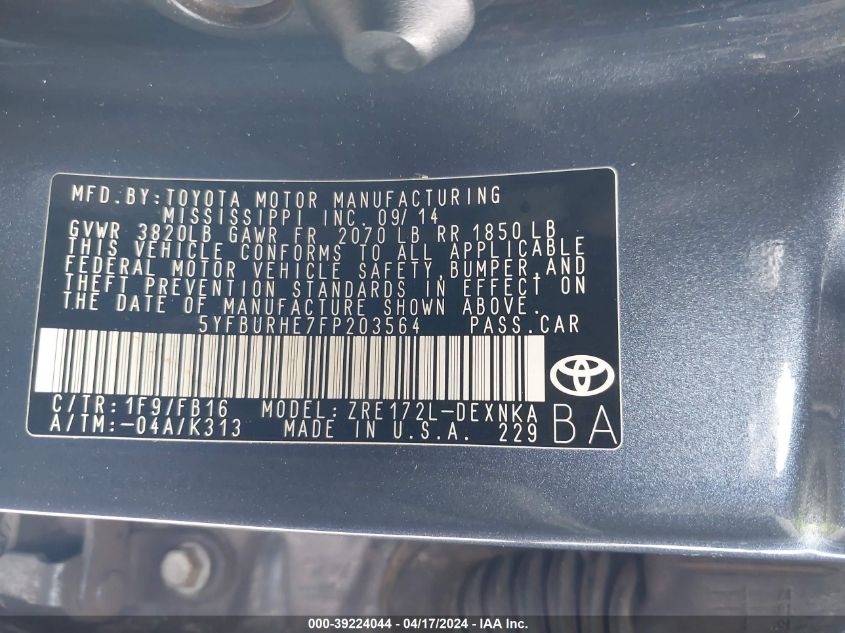 MFD. BY: TOYOTA MOTOR MANUFACTURING
MISSISSIPPI INC. 09/14
GVWR 3820LB GAWR FR 2070 LB RR 1850 LB
THIS VEHICLE CONFORMS TO ALL APPLICABLE
FEDERAL MOTOR VEHICLE SAFETY, BUMPER, AND
THEFT PREVENTION STANDARDS IN EFFECT ON
THE DATE OF MANUFACTURE SHOWN ABOVE.
5YFBURHE7FP203564 PASS. CAR
C/TR: 1F9/FB16 MODEL: ZRE172L-DEXNKA
A/TM: -04A/K313 MADE IN U.S.A. 229 BA
000-39224044 - 04/17/2024 - IAA Inc.